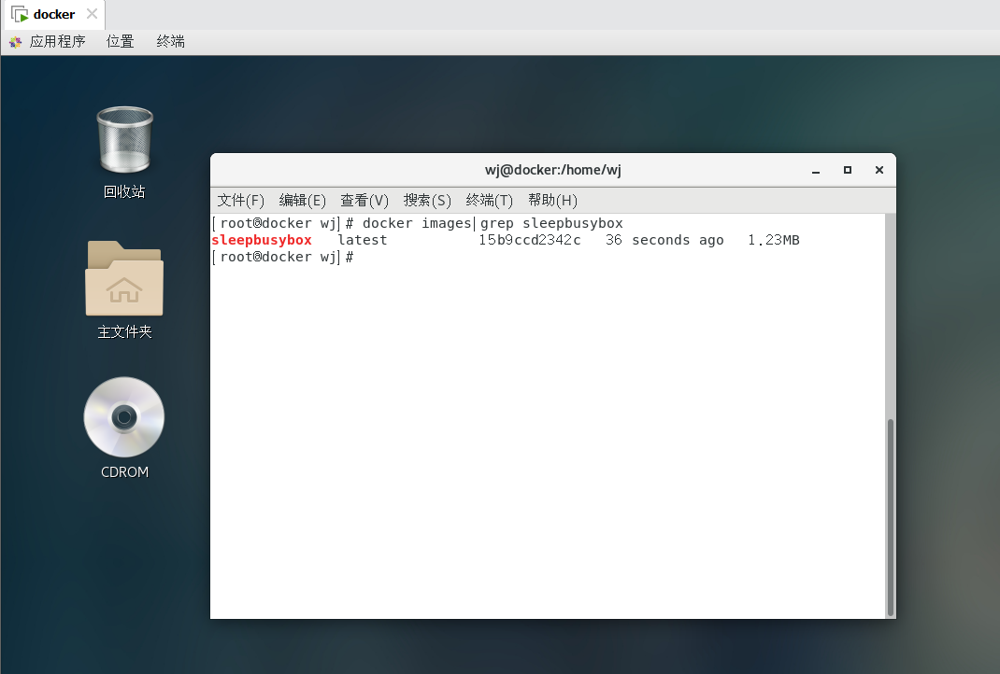 docker
应用程序 位置 终端
回收站
主文件夹
CDROM
wj@docker:/home/wj
文件(F) 编辑(E) 查看(V) 搜索(S) 终端(T) 帮助(H)
[root@docker wj]# docker images|grep sleepbusybox
sleepbusybox latest 15b9ccd2342c 36 seconds ago 1.23MB
[root@docker wj]#